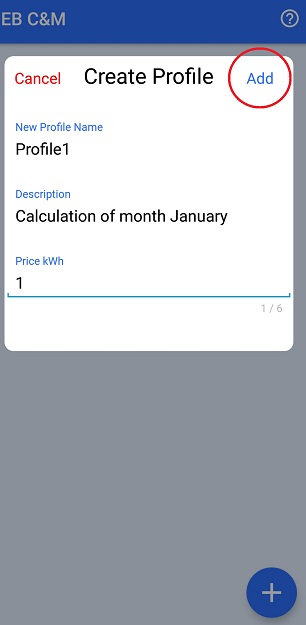 EB C&M
Cancel Create Profile Add
New Profile Name
Profile1
Description
Calculation of month January
Price kWh
1
1 / 6